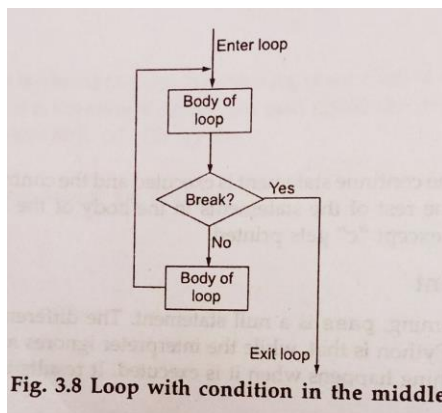 Enter loop
Body of
loop
Break?
Yes
No
Body of
loop
Exit loop
Fig. 3.8 Loop with condition in the middle